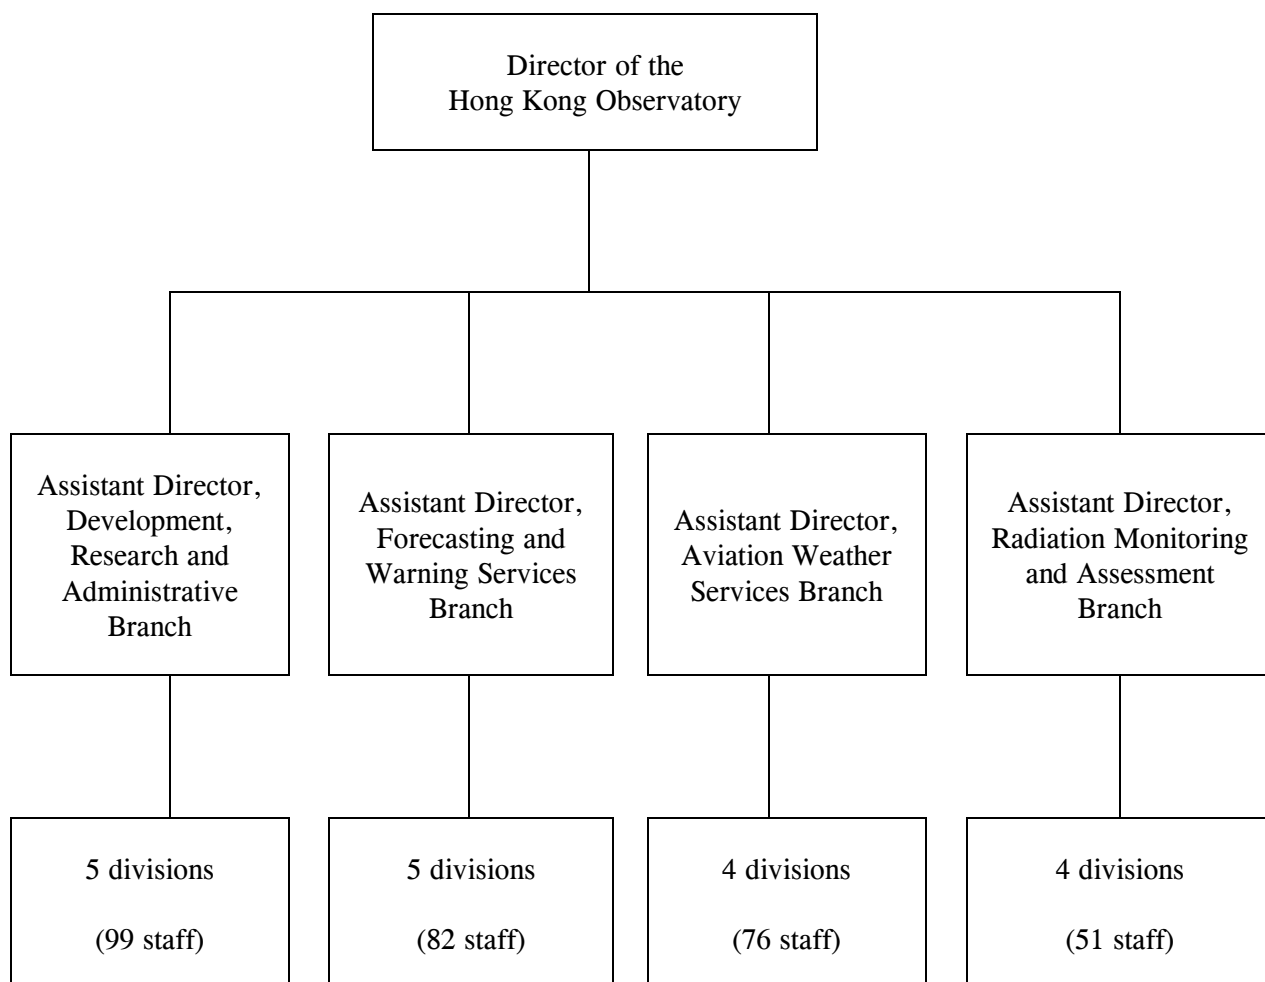 Director of the
Hong Kong Observatory
Assistant Director,
Development,
Research and
Administrative
Branch
Assistant Director,
Forecasting and
Warning Services
Branch
Assistant Director,
Aviation Weather
Services Branch
Assistant Director,
Radiation Monitoring
and Assessment
Branch
5 divisions
(99 staff)
5 divisions
(82 staff)
4 divisions
(76 staff)
4 divisions
(51 staff)